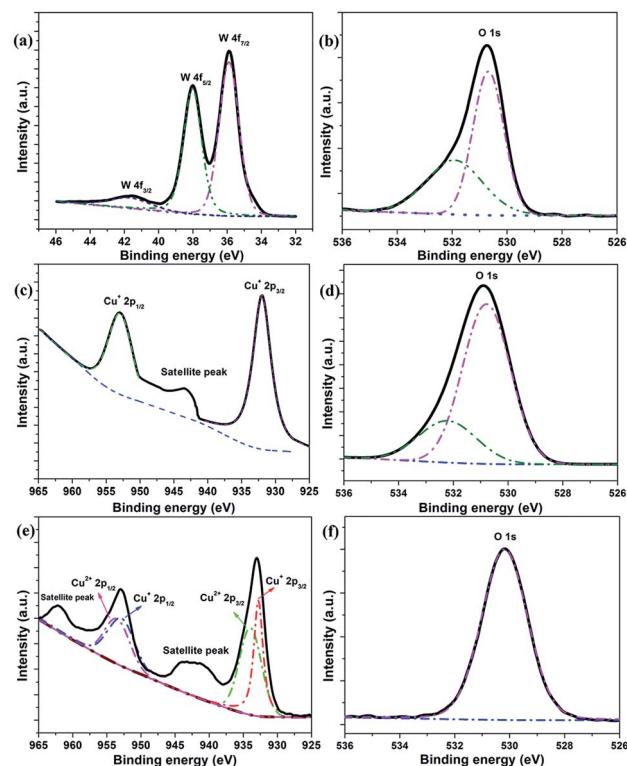 (a)
W 4f7/2
W 4f5/2
W 4f3/2
Intensity (a.u.)
46 44 42 40 38 36 34 32
Binding energy (eV)
(b)
O 1s
Intensity (a.u.)
536 534 532 530 528 526
Binding energy (eV)
(c)
Cu+ 2p1/2
Cu+ 2p3/2
Satellite peak
Intensity (a.u.)
965 960 955 950 945 940 935 930 925
Binding energy (eV)
(d)
O 1s
Intensity (a.u.)
536 534 532 530 528 526
Binding energy (eV)
(e)
Cu2+ 2p1/2
Cu+ 2p3/2
Satellite peak
Cu+ 2p1/2
Cu2+ 2p3/2
Satellite peak
Intensity (a.u.)
965 960 955 950 945 940 935 930 925
Binding energy (eV)
(f)
O 1s
Intensity (a.u.)
536 534 532 530 528 526
Binding energy (eV)